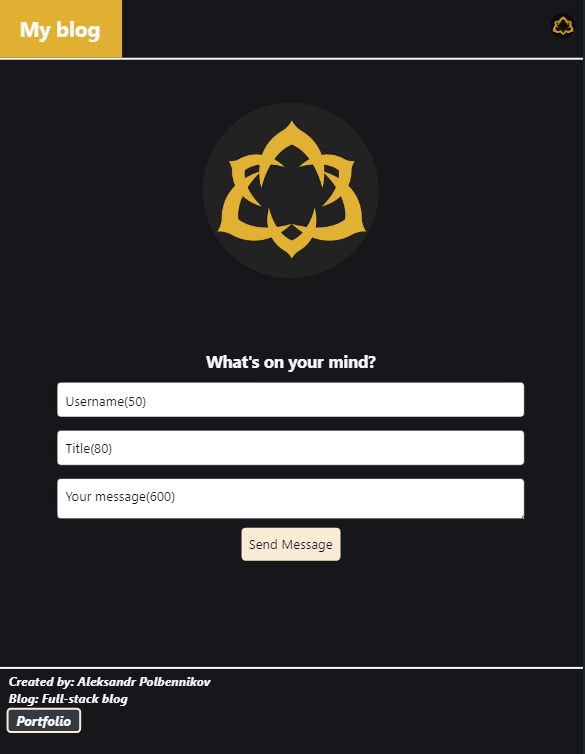 My blog
What's on your mind?
Username(50)
Title(80)
Your message(600)
Send Message
Created by: Aleksandr Polbennikov
Blog: Full-stack blog
Portfolio